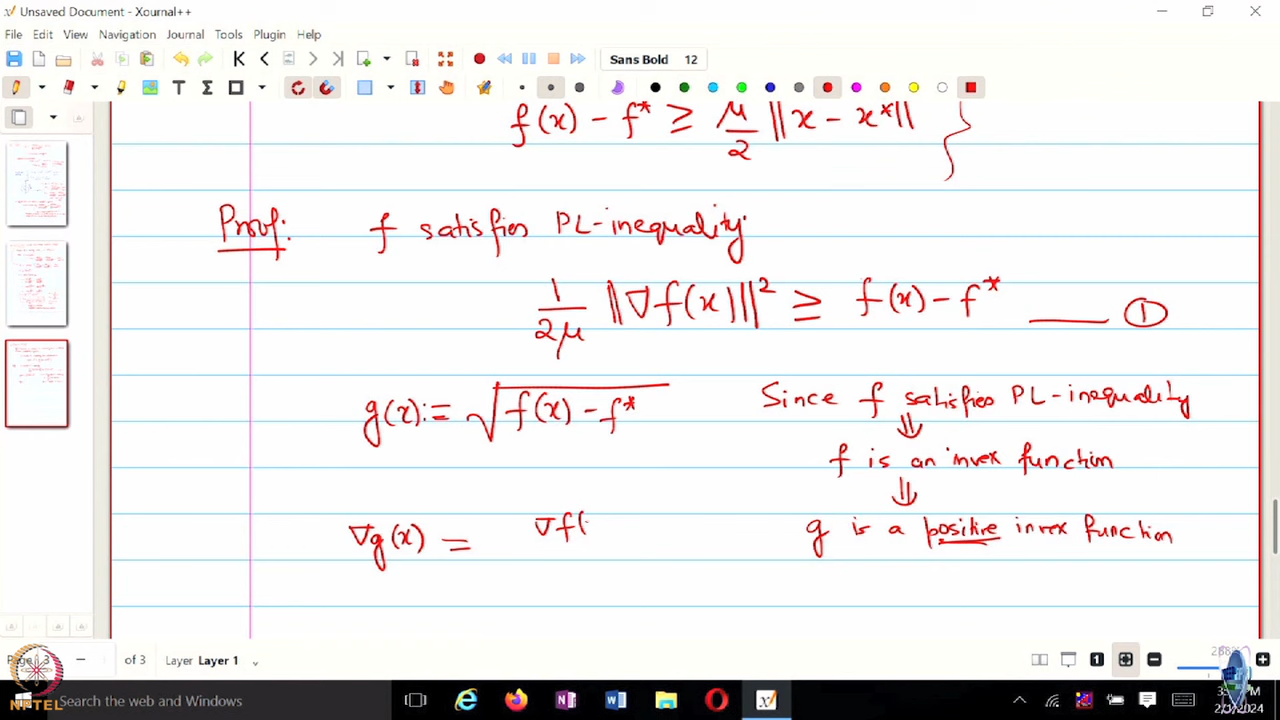 Unsaved Document - Xournal++
File Edit View Navigation Journal Tools Plugin Help
Sans Bold 12
f(x) - f* ≥ μ/2 ||x - x*||
Proof: f satisfies PL-inequality
1/2μ ||∇f(x)||² ≥ f(x) - f* ___ ①
g(x) := √(f(x) - f*) Since f satisfies PL-inequality
⇓
f is an invex function
⇓
∇g(x) = ∇f( g is a positive invex function
of 3 Layer Layer 1
Search the web and Windows
NPTEL